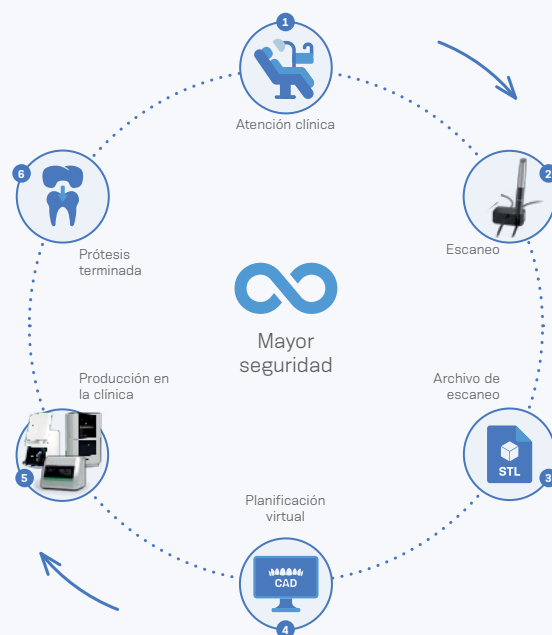 1
Atención clínica
2
Escaneo
3
STL
Archivo de
escaneo
4
CAD
Planificación
virtual
5
Producción en
la clínica
6
Prótesis
terminada
Mayor
seguridad